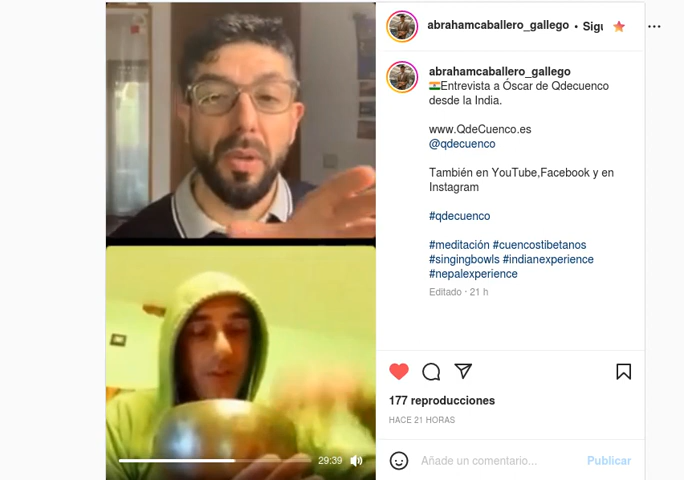 abrahamcaballero_gallego • Sigu
abrahamcaballero_gallego
Entrevista a Óscar de Qdecuenco
desde la India.
www.QdeCuenco.es
@qdecuenco
También en YouTube,Facebook y en
Instagram
#qdecuenco
#meditación #cuencostibetanos
#singingbowls #indianexperience
#nepalexperience
Editado · 21 h
177 reproducciones
HACE 21 HORAS
29:39
Añade un comentario... Publicar